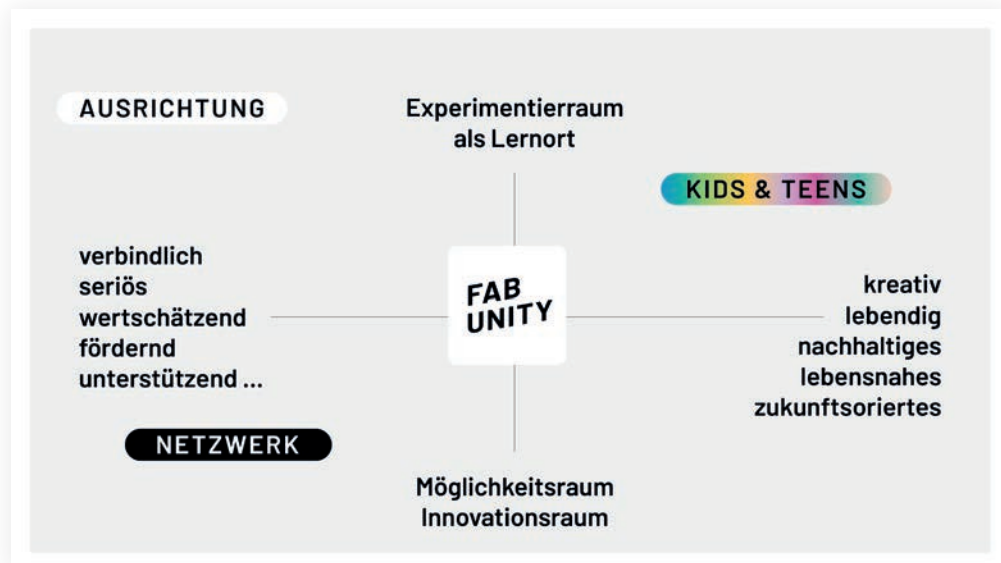 AUSRICHTUNG
Experimentierraum
als Lernort
KIDS & TEENS
verbindlich
seriös
wertschätzend
fördernd
unterstützend ...
FAB
UNITY
kreativ
lebendig
nachhaltiges
lebensnahes
zukunftsoriertes
NETZWERK
Möglichkeitsraum
Innovationsraum